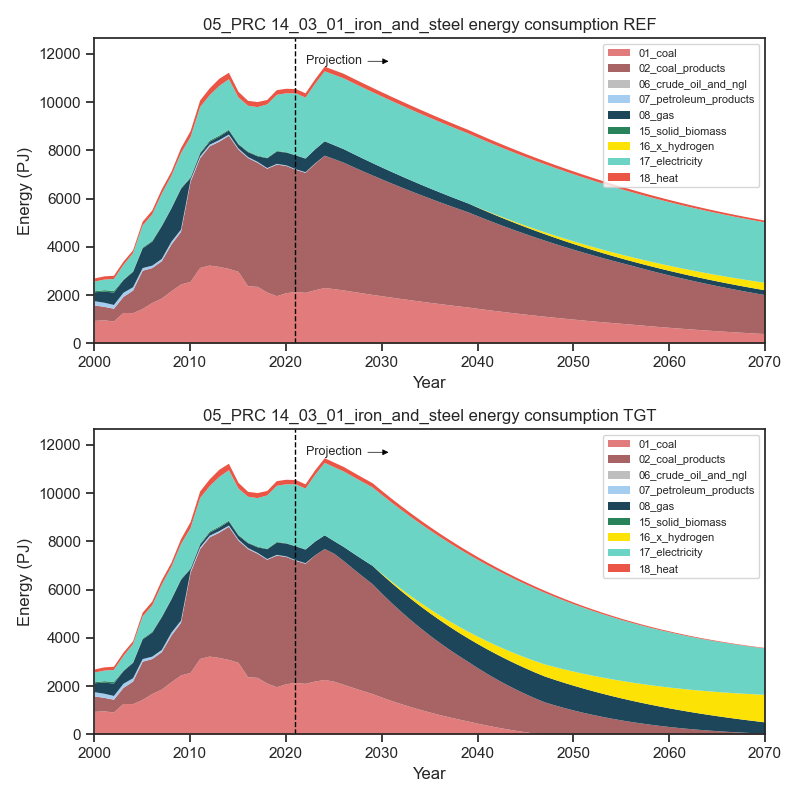 05_PRC 14_03_01_iron_and_steel energy consumption REF
12000
10000
8000
6000
4000
2000
0
Energy (PJ)
Projection
01_coal
02_coal_products
06_crude_oil_and_ngl
07_petroleum_products
08_gas
15_solid_biomass
16_x_hydrogen
17_electricity
18_heat
2000 2010 2020 2030 2040 2050 2060 2070
Year
05_PRC 14_03_01_iron_and_steel energy consumption TGT
12000
10000
8000
6000
4000
2000
0
Energy (PJ)
Projection
01_coal
02_coal_products
06_crude_oil_and_ngl
07_petroleum_products
08_gas
15_solid_biomass
16_x_hydrogen
17_electricity
18_heat
2000 2010 2020 2030 2040 2050 2060 2070
Year